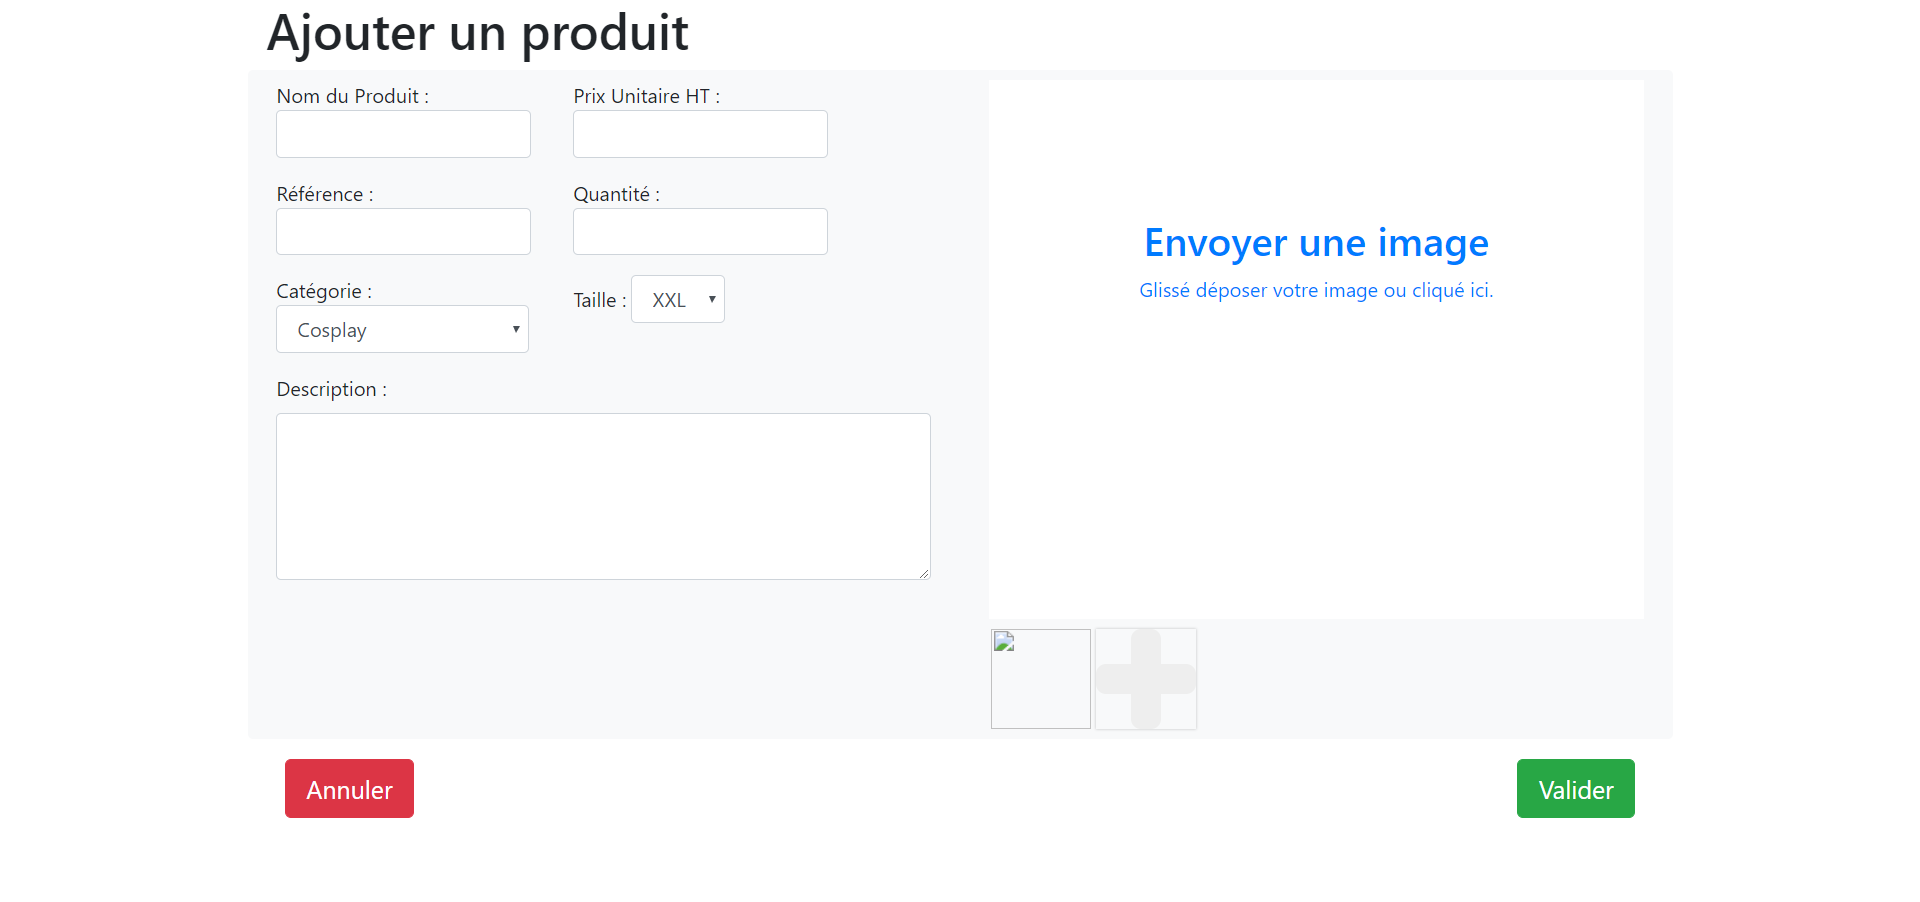 Ajouter un produit
Nom du Produit :
Prix Unitaire HT :
Référence :
Quantité :
Catégorie :
Cosplay
Taille :
XXL
Description :
Envoyer une image
Glissé déposer votre image ou cliqué ici.
Annuler
Valider